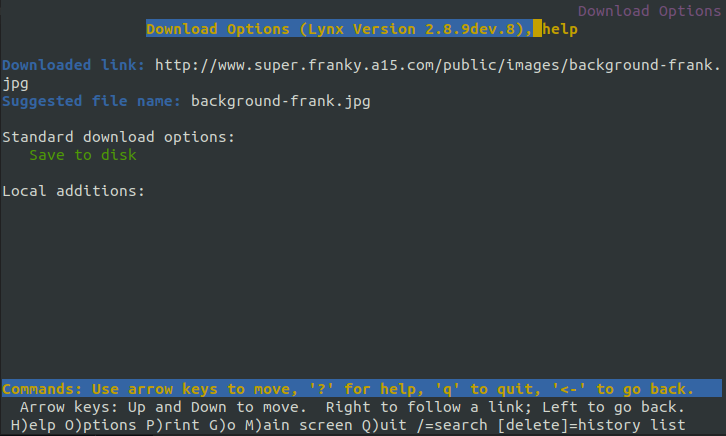 Download Options
Download Options (Lynx Version 2.8.9dev.8), help
Downloaded link: http://www.super.franky.a15.com/public/images/background-frank.
jpg
Suggested file name: background-frank.jpg
Standard download options:
Save to disk
Local additions:
Commands: Use arrow keys to move, '?' for help, 'q' to quit, '<-' to go back.
Arrow keys: Up and Down to move.  Right to follow a link; Left to go back.
H)elp O)ptions P)rint G)o M)ain screen Q)uit /=search [delete]=history list